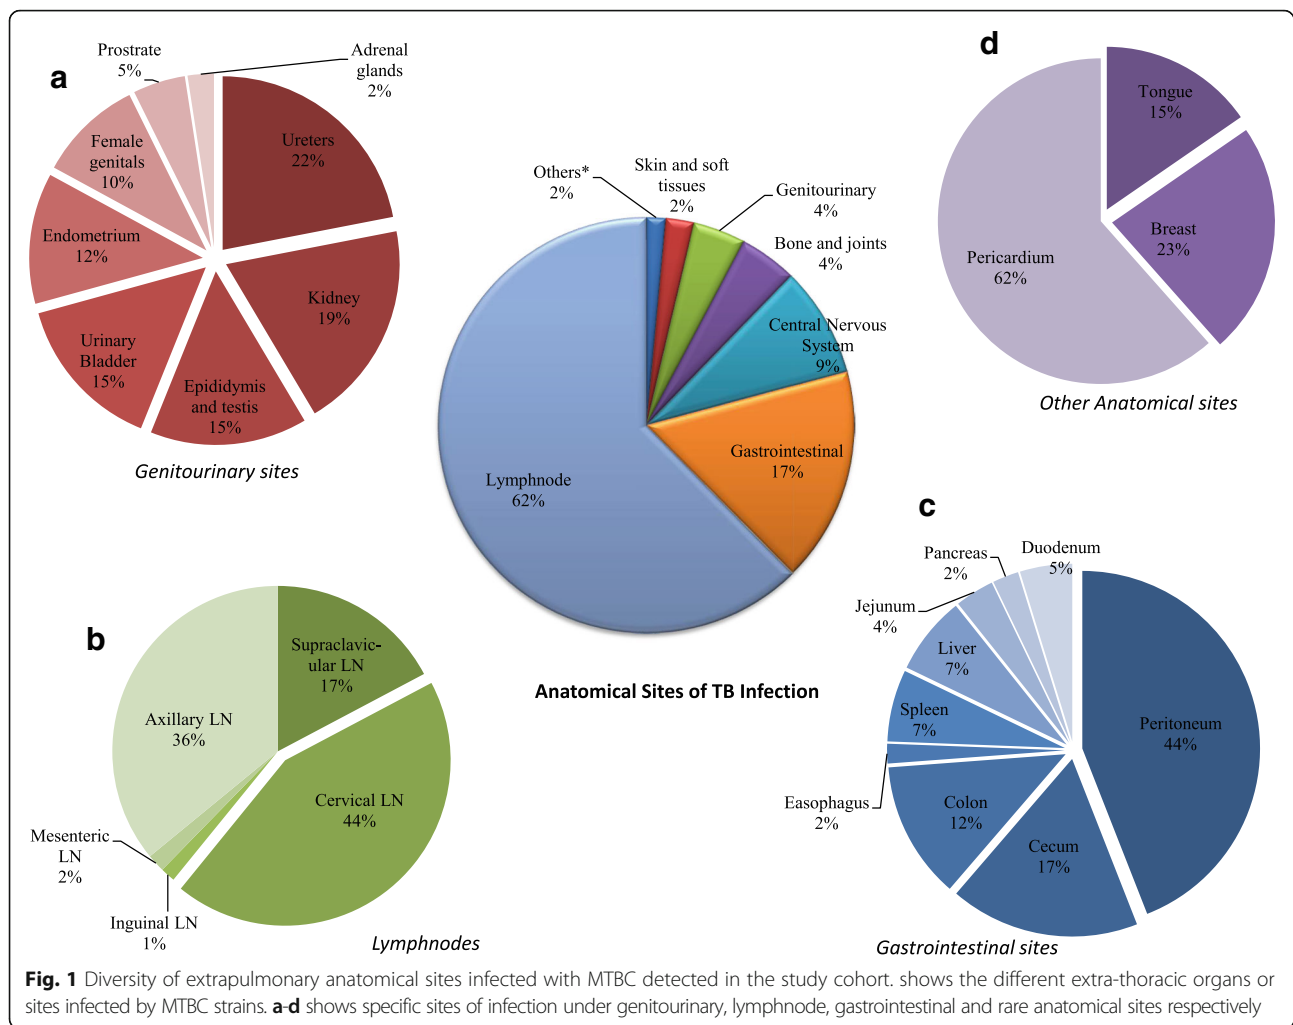 a
Prostrate
5%
Adrenal
glands
2%
Ureters
22%
Female
genitals
10%
Endometrium
12%
Kidney
19%
Urinary
Bladder
15%
Epididymis
and testis
15%
Genitourinary sites
Others*
2%
Skin and soft
tissues
2%
Genitourinary
4%
Bone and joints
4%
Central Nervous
System
9%
Gastrointestinal
17%
Lymphnode
62%
Anatomical Sites of TB Infection
d
Tongue
15%
Breast
23%
Pericardium
62%
Other Anatomical sites
b
Supraclavic-
ular LN
17%
Axillary LN
36%
Cervical LN
44%
Mesenteric
LN
2%
Inguinal LN
1%
Lymphnodes
c
Pancreas
2%
Duodenum
5%
Jejunum
4%
Liver
7%
Spleen
7%
Peritoneum
44%
Easophagus
2%
Colon
12%
Cecum
17%
Gastrointestinal sites
Fig. 1 Diversity of extrapulmonary anatomical sites infected with MTBC detected in the study cohort. shows the different extra-thoracic organs or
sites infected by MTBC strains. a-d shows specific sites of infection under genitourinary, lymphnode, gastrointestinal and rare anatomical sites respectively